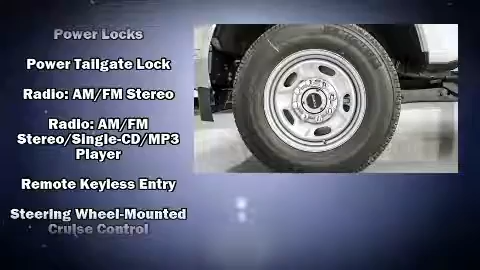 Power Locks
Power Tailgate Lock
Radio: AM/FM Stereo
Radio: AM/FM
Stereo/Single-CD/MP3
Player
Remote Keyless Entry
Steering Wheel-Mounted
Cruise Control